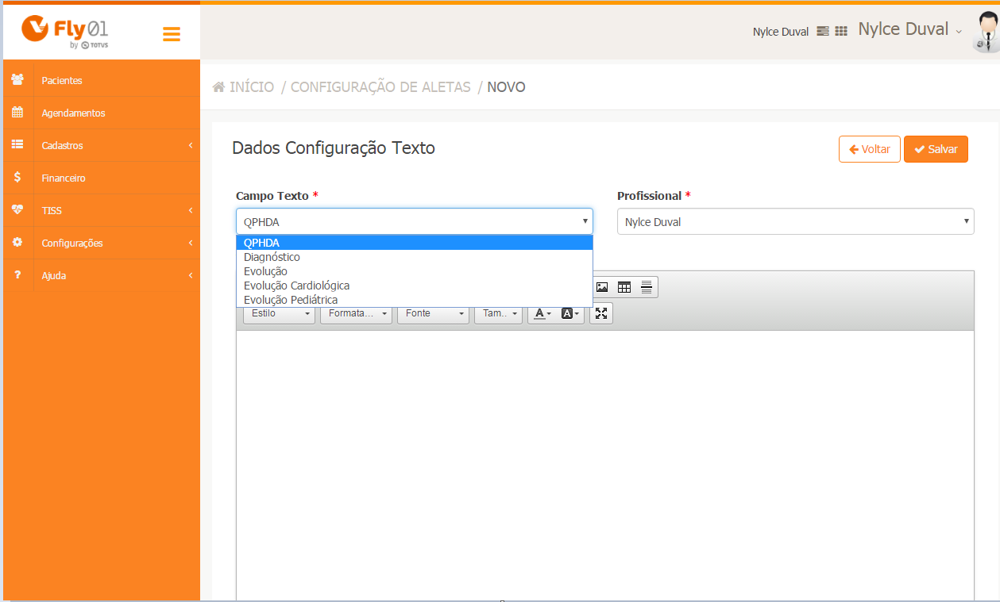 Fly01
by TOTVS
Nylce Duval
Nylce Duval
Pacientes
Agendamentos
Cadastros
Financeiro
TISS
Configurações
Ajuda
INÍCIO / CONFIGURAÇÃO DE ALETAS / NOVO
Dados Configuração Texto
Voltar
Salvar
Campo Texto *
Profissional *
QPHDA
Nylce Duval
QPHDA
Diagnóstico
Evolução
Evolução Cardiológica
Evolução Pediátrica
Estilo
Formata...
Fonte
Tam..
A
A